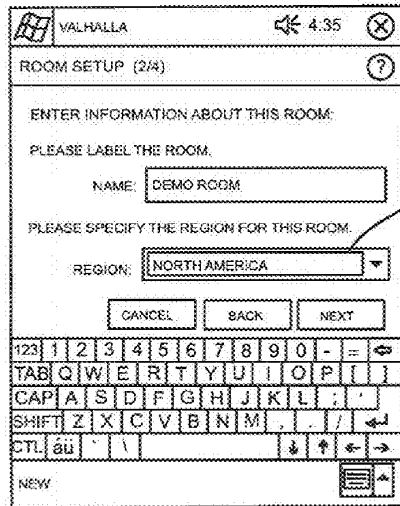 VALHALLA 4.35
ROOM SETUP (2/4) ?
ENTER INFORMATION ABOUT THIS ROOM:
PLEASE LABEL THE ROOM.
NAME: DEMO ROOM
PLEASE SPECIFY THE REGION FOR THIS ROOM.
REGION: NORTH AMERICA
CANCEL BACK NEXT
123 1 2 3 4 5 6 7 8 9 0 - =
TAB Q W E R T Y U I O P [ ]
CAP A S D F G H J K L ; '
SHIFT Z X C V B N M , . /
CTL áü ` \
NEW